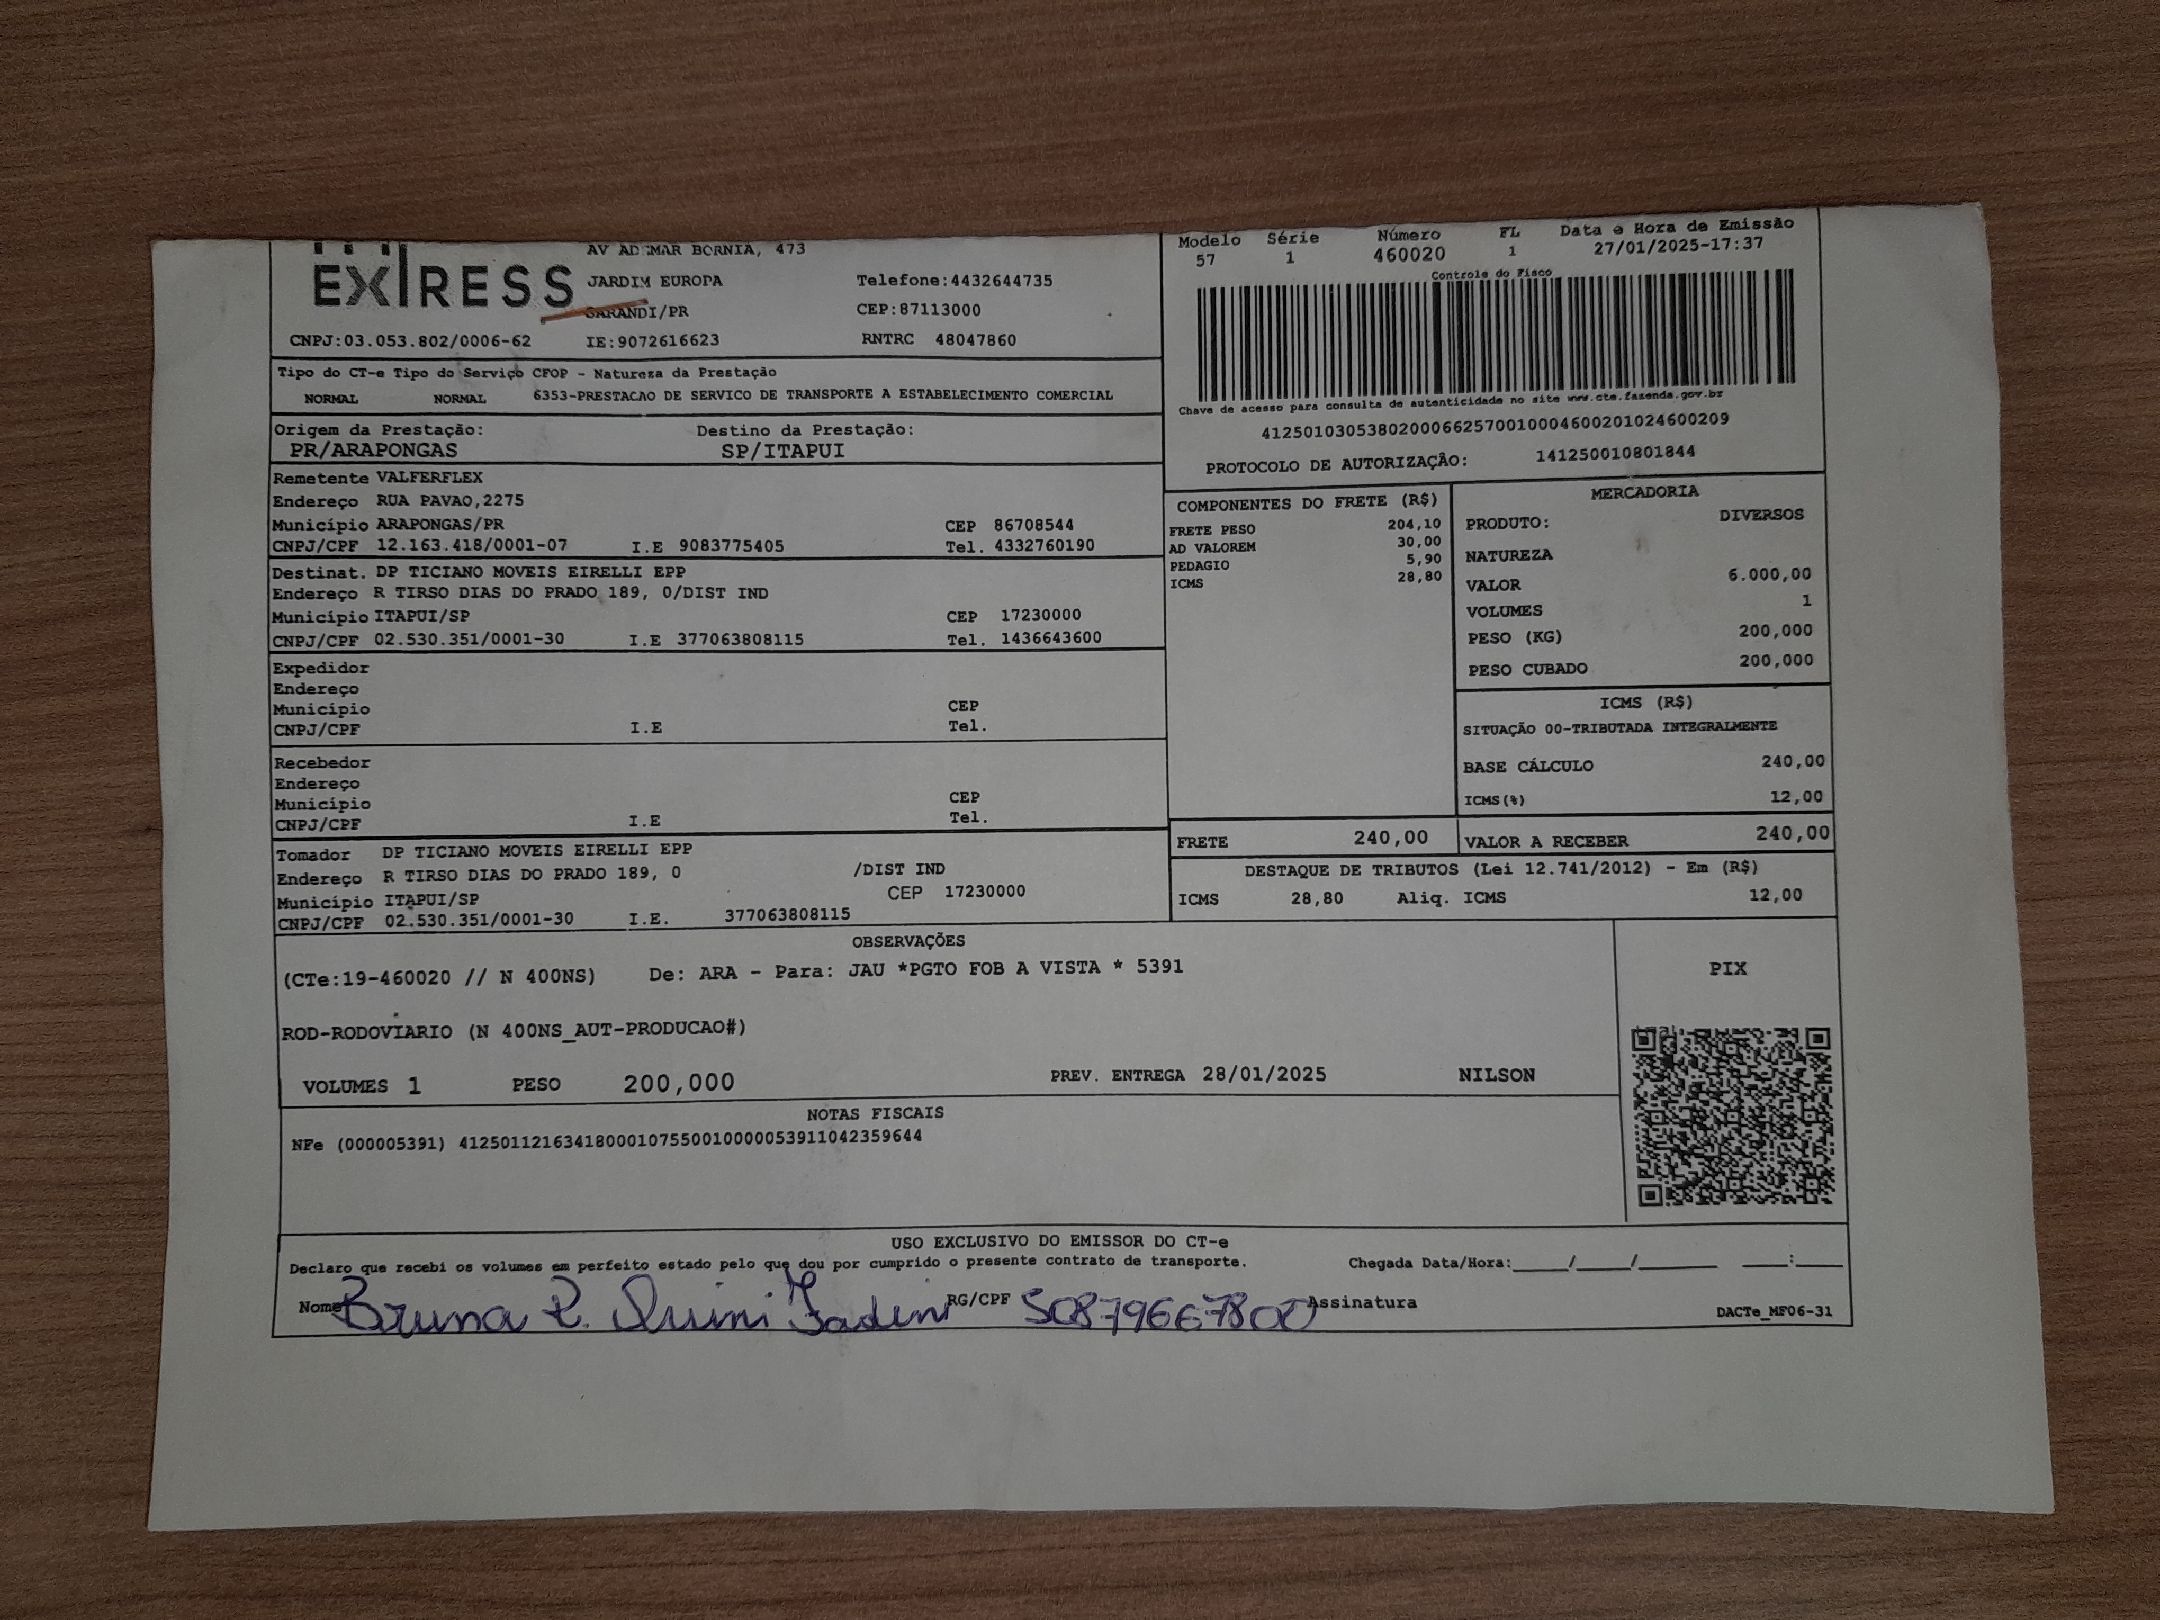 EXPRESS
AV ADEMAR BORNIA, 473
JARDIM EUROPA Telefone:4432644735
SARANDI/PR CEP:87113000
CNPJ:03.053.802/0006-62 IE:9072616623 RNTRC 48047860
Modelo Série Número FL Data e Hora de Emissão
57 1 460020 1 27/01/2025-17:37
Controle do Fisco
Chave de acesso para consulta de autenticidade no site www.cte.fazenda.gov.br
41250103053802000662570010004600201024600209
PROTOCOLO DE AUTORIZAÇÃO: 141250010801844
Tipo do CT-e Tipo do Serviço CFOP - Natureza da Prestação
NORMAL NORMAL 6353-PRESTACAO DE SERVICO DE TRANSPORTE A ESTABELECIMENTO COMERCIAL
Origem da Prestação: Destino da Prestação:
PR/ARAPONGAS SP/ITAPUI
Remetente VALFERFLEX
Endereço RUA PAVAO,2275
Município ARAPONGAS/PR CEP 86708544
CNPJ/CPF 12.163.418/0001-07 I.E 9083775405 Tel. 4332760190
Destinat. DP TICIANO MOVEIS EIRELLI EPP
Endereço R TIRSO DIAS DO PRADO 189, 0/DIST IND
Município ITAPUI/SP CEP 17230000
CNPJ/CPF 02.530.351/0001-30 I.E 377063808115 Tel. 1436643600
Expedidor
Endereço
Município CEP
CNPJ/CPF I.E Tel.
Recebedor
Endereço
Município CEP
CNPJ/CPF I.E Tel.
Tomador DP TICIANO MOVEIS EIRELLI EPP
Endereço R TIRSO DIAS DO PRADO 189, 0 /DIST IND
Município ITAPUI/SP CEP 17230000
CNPJ/CPF 02.530.351/0001-30 I.E. 377063808115
COMPONENTES DO FRETE (R$)
FRETE PESO 204,10
AD VALOREM 30,00
PEDAGIO 5,90
ICMS 28,80
MERCADORIA
PRODUTO: DIVERSOS
NATUREZA
VALOR 6.000,00
VOLUMES 1
PESO (KG) 200,000
PESO CUBADO 200,000
ICMS (R$)
SITUAÇÃO 00-TRIBUTADA INTEGRALMENTE
BASE CÁLCULO 240,00
ICMS(%) 12,00
FRETE 240,00 VALOR A RECEBER 240,00
DESTAQUE DE TRIBUTOS (Lei 12.741/2012) - Em (R$)
ICMS 28,80 Aliq. ICMS 12,00
OBSERVAÇÕES
(CTe:19-460020 // N 400NS) De: ARA - Para: JAU *PGTO FOB A VISTA * 5391
ROD-RODOVIARIO (N 400NS_AUT-PRODUCAO#)
VOLUMES 1 PESO 200,000 PREV. ENTREGA 28/01/2025 NILSON
PIX
NOTAS FISCAIS
NFe (000005391) 41250112163418000107550010000053911042359644
USO EXCLUSIVO DO EMISSOR DO CT-e
Declaro que recebi os volumes em perfeito estado pelo que dou por cumprido o presente contrato de transporte. Chegada Data/Hora:____/____/______ ___:___
Nome Bruna P. Quini RG/CPF 50879667800 Assinatura DACTe_MF06-31